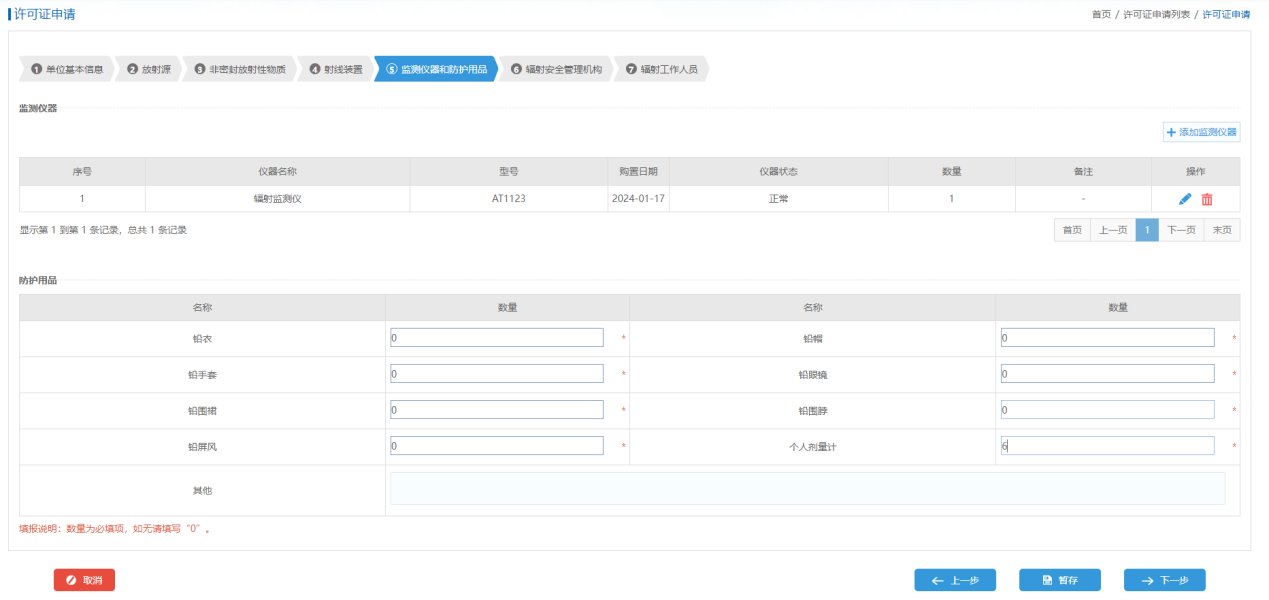 许可证申请
首页 / 许可证申请列表 / 许可证申请
1 单位基本信息 2 放射源 3 非密封放射性物质 4 射线装置 5 监测仪器和防护用品 6 辐射安全管理机构 7 辐射工作人员
监测仪器
+ 添加监测仪器
序号 仪器名称 型号 购置日期 仪器状态 数量 备注 操作
1 辐射监测仪 AT1123 2024-01-17 正常 1 -
显示第 1 到第 1 条记录，总共 1 条记录
首页 上一页 1 下一页 末页
防护用品
名称 数量 名称 数量
铅衣 0 * 铅帽 0 *
铅手套 0 * 铅眼镜 0 *
铅围裙 0 * 铅围脖 0 *
铅屏风 0 * 个人剂量计 6 *
其他
填报说明：数量为必填项，如无请填写“0”。
取消 ← 上一步 暂存 → 下一步